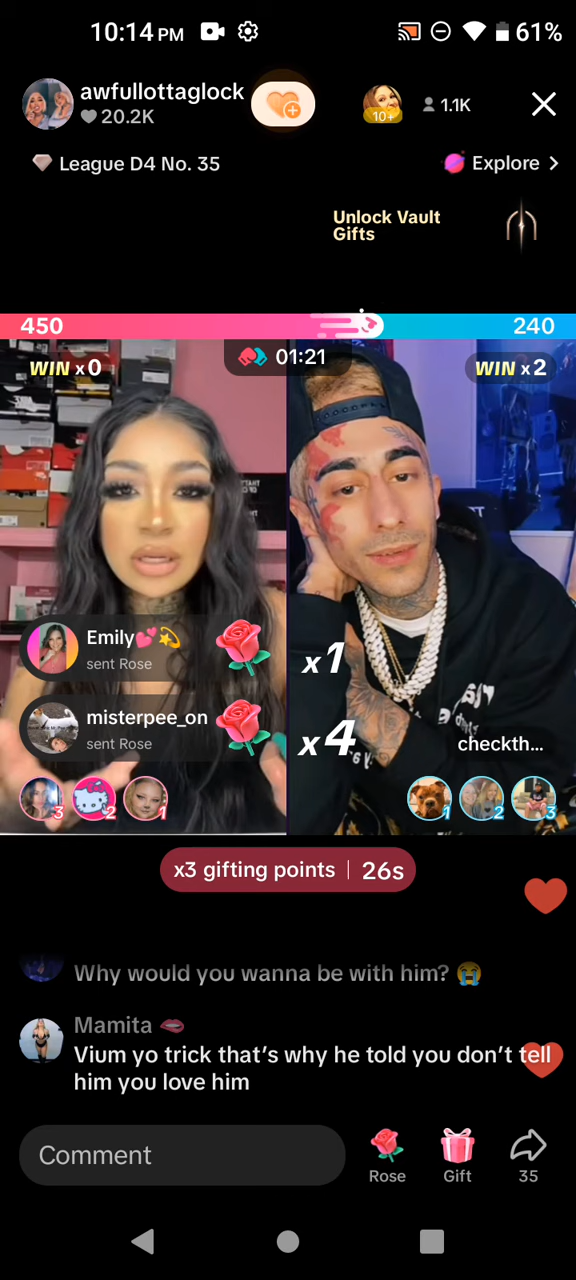 10:14 PM
61%
awfullottaglock
20.2K
10+
1.1K
League D4 No. 35
Explore >
Unlock Vault
Gifts
450
240
WIN x0
01:21
WIN x2
Emily💕💫
sent Rose
x1
misterpee_on
sent Rose
x4
checkth...
3
2
1
1
2
3
x3 gifting points | 26s
Why would you wanna be with him? 😭
Mamita 🫦
Vium yo trick that's why he told you don't tell
him you love him
Comment
Rose
Gift
35